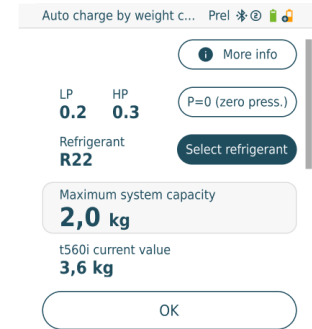 Auto charge by weight c... Prel ②
More info
LP HP
0.2 0.3 P=0 (zero press.)
Refrigerant
R22 Select refrigerant
Maximum system capacity
2,0 kg
t560i current value
3,6 kg
OK